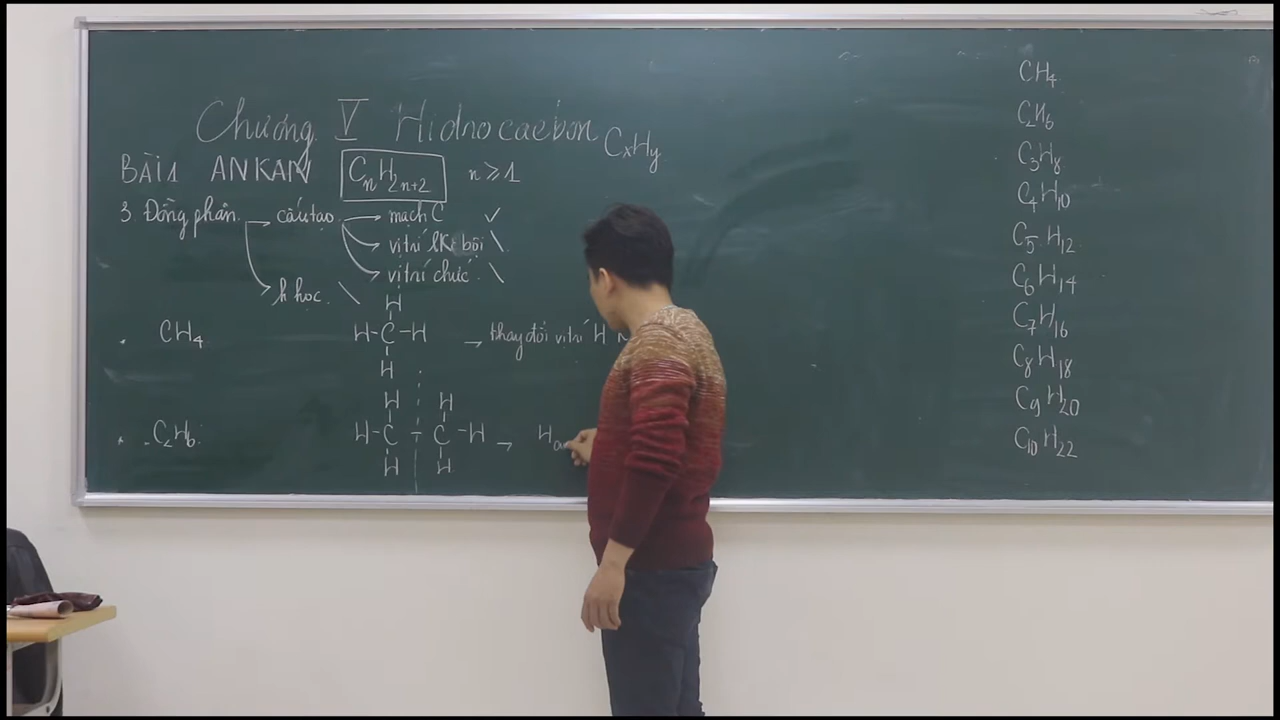 Chương V Hidrocacbon CxHy
BÀI 1 ANKAN CnH2n+2 n ⩾ 1
3. Đồng phân → cấu tạo → mạch C ✓
vị trí lkế bội \
vị trí chức \
h học \
H
CH4 H-C-H → thay đổi vị trí H
H
H H
C2H6 H-C-C-H → H
H H
CH4
C2H6
C3H8
C4H10
C5H12
C6H14
C7H16
C8H18
C9H20
C10H22